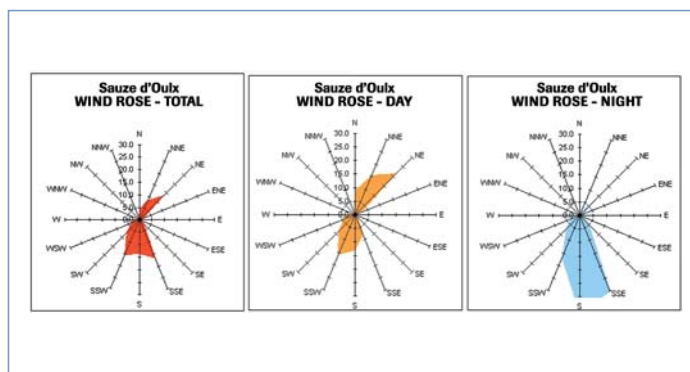 Sauze d'Oulx
WIND ROSE - TOTAL
N
NNE
NE
ENE
E
ESE
SE
SSE
S
SSW
SW
WSW
W
WNW
NW
NNW
30.0
25.0
20.0
15.0
10.0
5.0
0.0
Sauze d'Oulx
WIND ROSE - DAY
N
NNE
NE
ENE
E
ESE
SE
SSE
S
SSW
SW
WSW
W
WNW
NW
NNW
30.0
25.0
20.0
15.0
10.0
5.0
0.0
Sauze d'Oulx
WIND ROSE - NIGHT
N
NNE
NE
ENE
E
ESE
SE
SSE
S
SSW
SW
WSW
W
WNW
NW
NNW
30.0
25.0
20.0
15.0
10.0
5.0
0.0